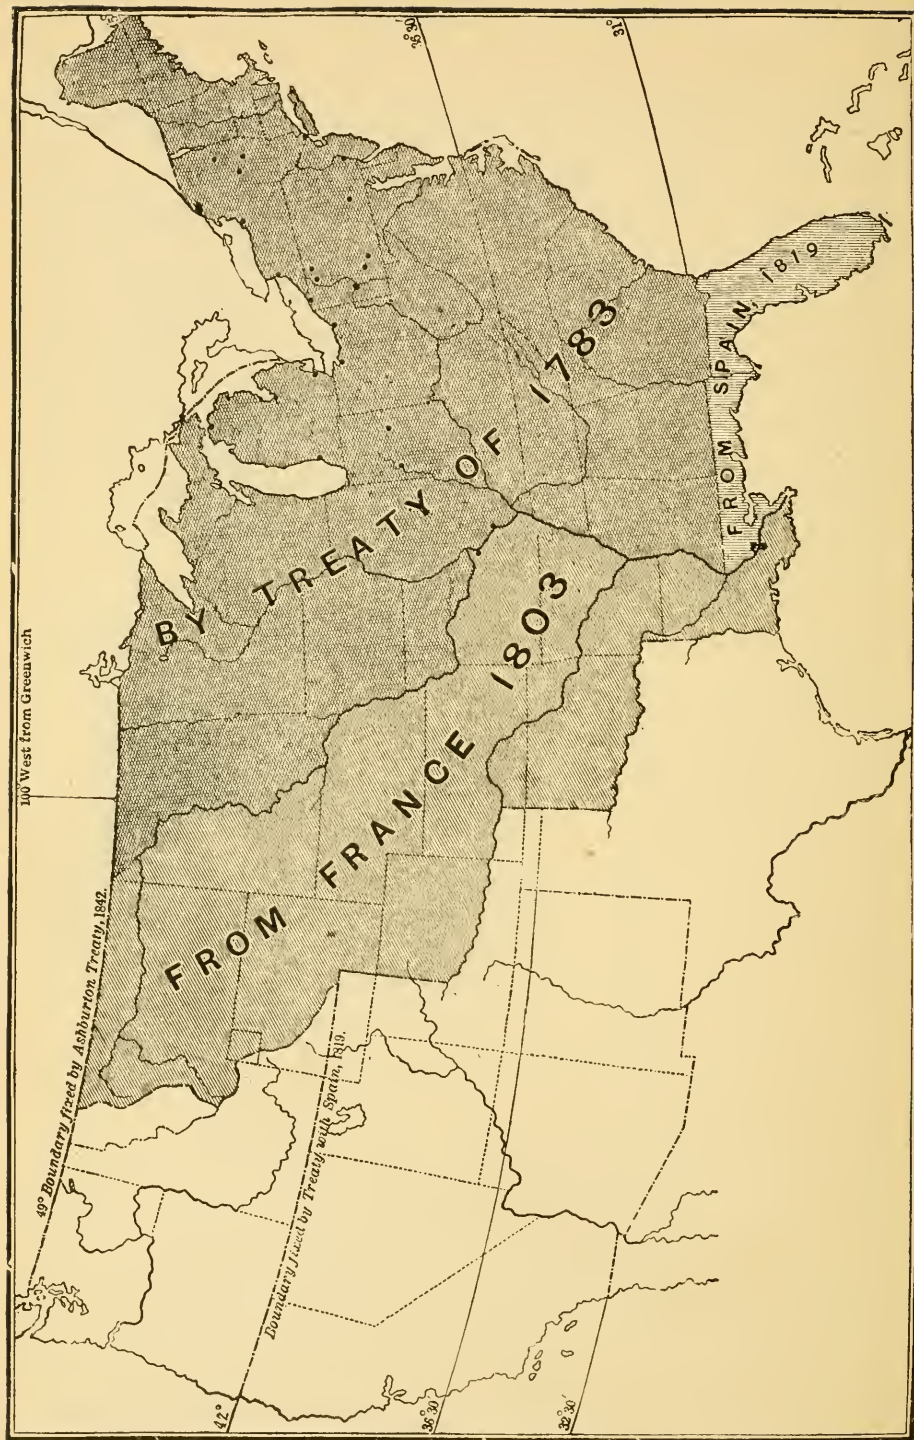 100 West from Greenwich
49° Boundary fixed by Ashburton Treaty, 1842.
BY TREATY OF 1783
FROM FRANCE 1803
FROM SPAIN 1819
Boundary fixed by Treaty with Spain, 1819.
42°
36°30'
32°30'
36°30'
31°